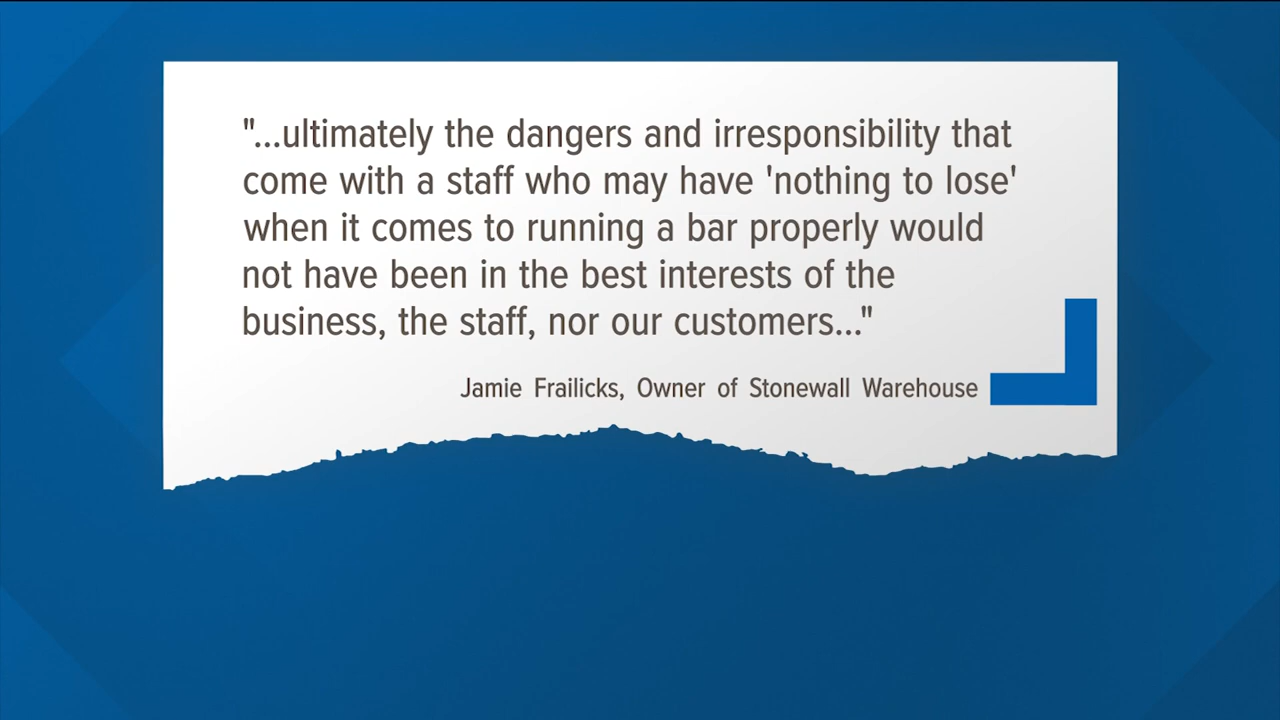 "...ultimately the dangers and irresponsibility that
come with a staff who may have 'nothing to lose'
when it comes to running a bar properly would
not have been in the best interests of the
business, the staff, nor our customers..."
Jamie Frailicks, Owner of Stonewall Warehouse